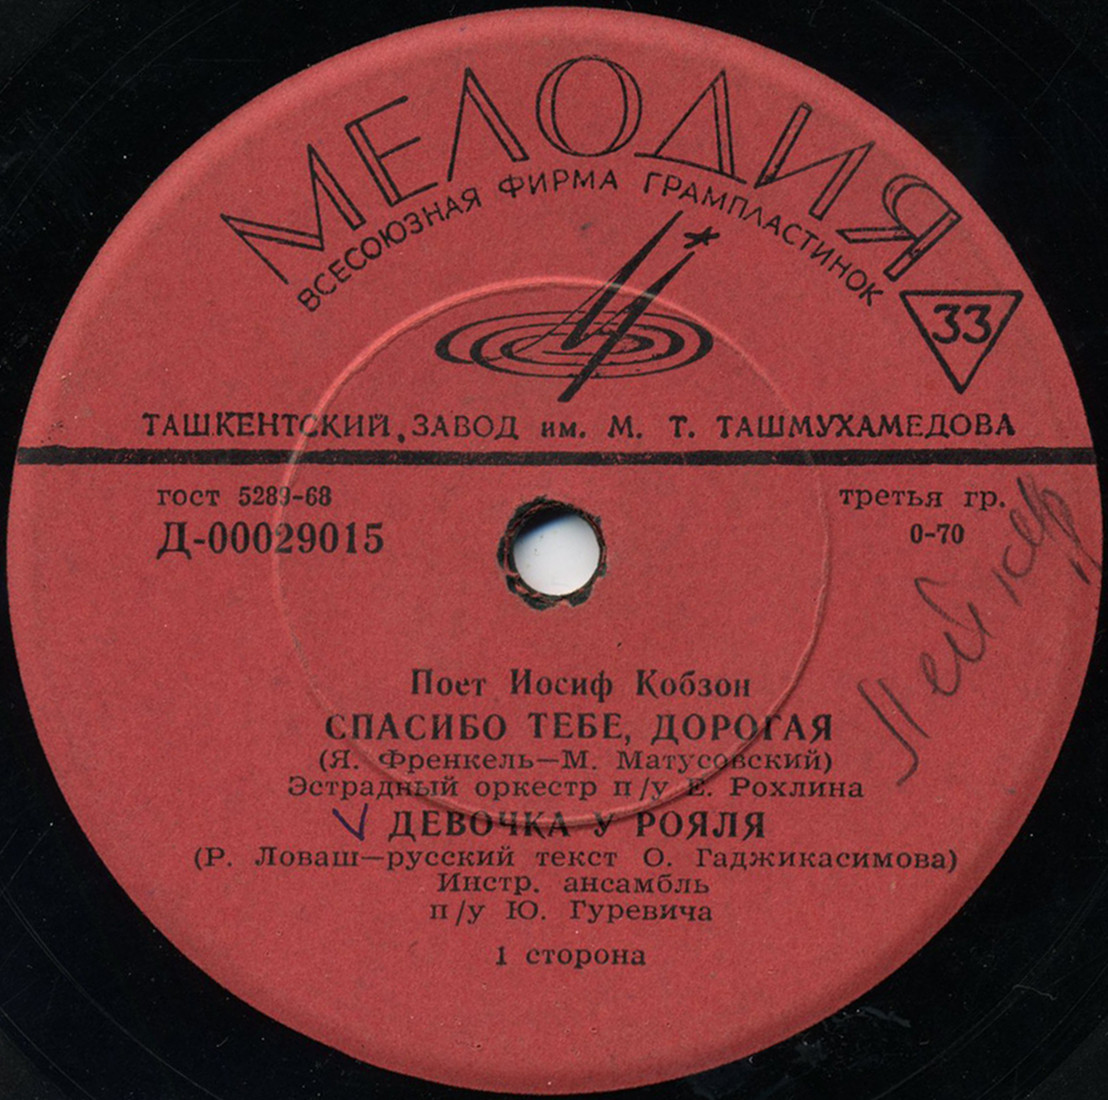 МЕЛОДИЯ
ВСЕСОЮЗНАЯ ФИРМА ГРАМПЛАСТИНОК
33
ТАШКЕНТСКИЙ ЗАВОД им. М. Т. ТАШМУХАМЕДОВА
гост 5289-68
третья гр.
Д-00029015
0-70
Поет Иосиф Кобзон
СПАСИБО ТЕБЕ, ДОРОГАЯ
(Я. Френкель—М. Матусовский)
Эстрадный оркестр п/у Е. Рохлина
ДЕВОЧКА У РОЯЛЯ
(Р. Ловаш—русский текст О. Гаджикасимова)
Инстр. ансамбль
п/у Ю. Гуревича
1 сторона